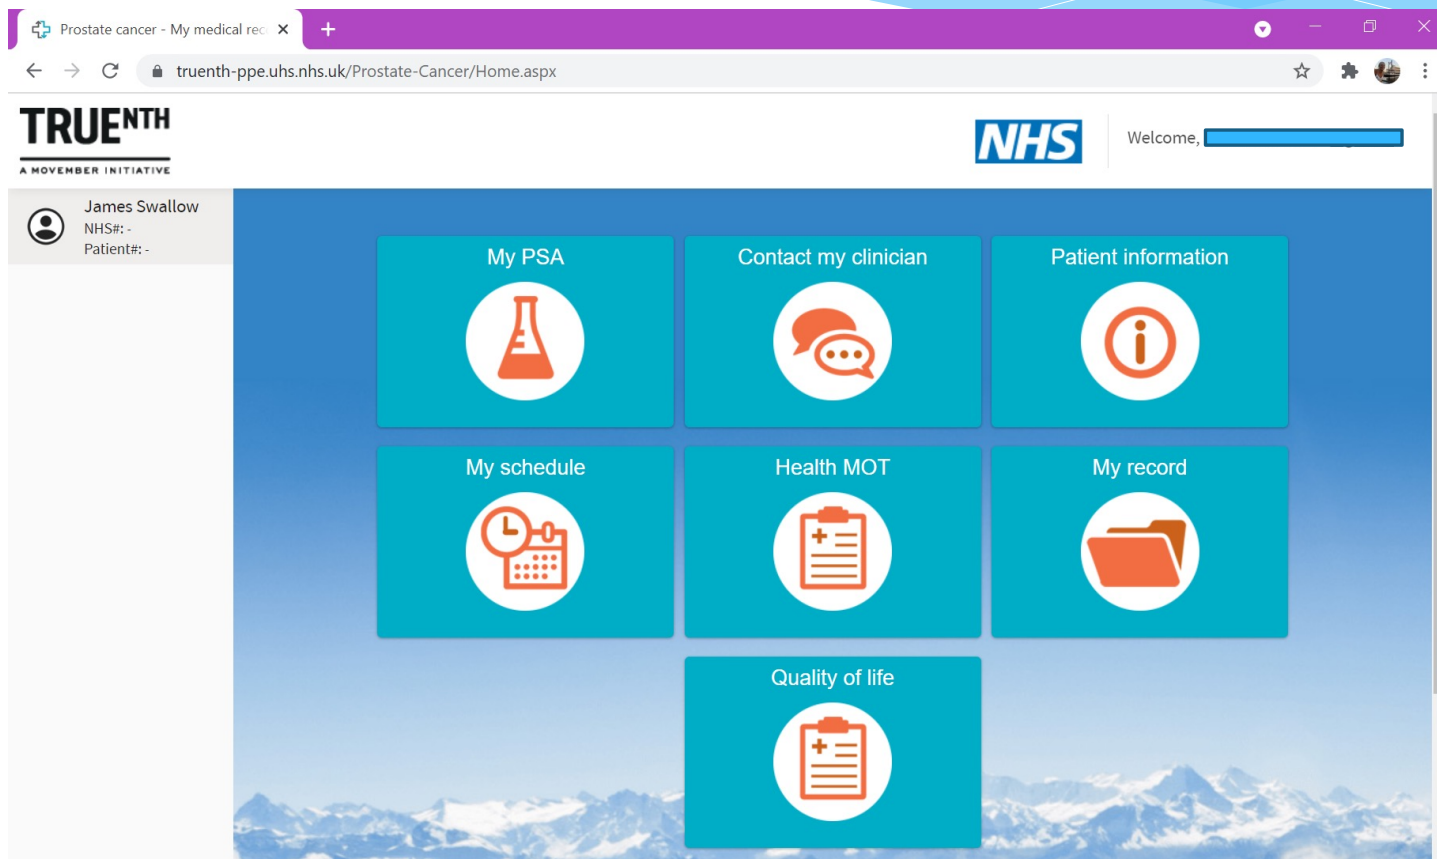 Prostate cancer - My medical rec
truenth-ppe.uhs.nhs.uk/Prostate-Cancer/Home.aspx
TRUENTH
A MOVEMBER INITIATIVE
NHS
Welcome,
James Swallow
NHS#: -
Patient#: -
My PSA
Contact my clinician
Patient information
My schedule
Health MOT
My record
Quality of life